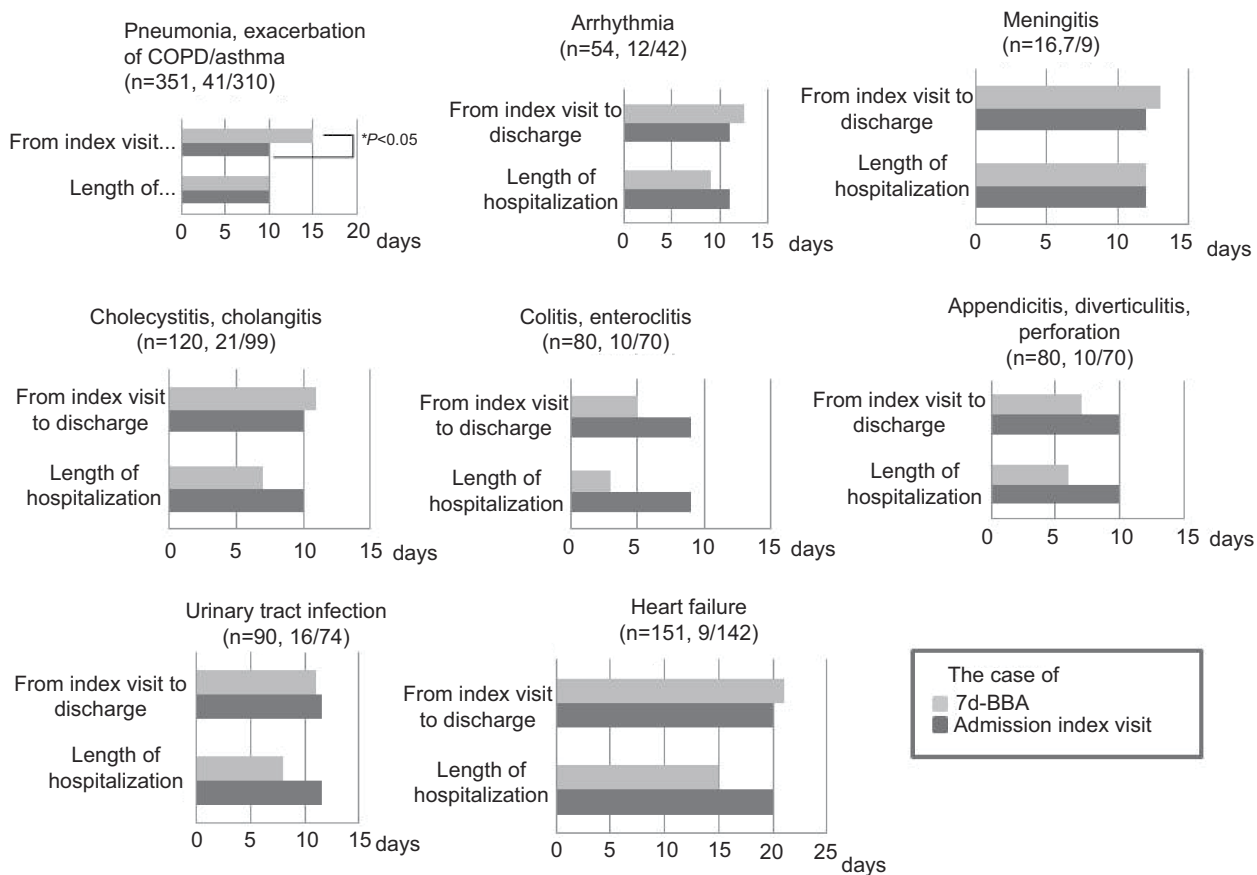 Pneumonia, exacerbation
of COPD/asthma
(n=351, 41/310)
From index visit...
Length of...
*P<0.05
0 5 10 15 20 days
Arrhythmia
(n=54, 12/42)
From index visit to
discharge
Length of
hospitalization
0 5 10 15 days
Meningitis
(n=16,7/9)
From index visit to
discharge
Length of
hospitalization
0 5 10 15 days
Cholecystitis, cholangitis
(n=120, 21/99)
From index visit
to discharge
Length of
hospitalization
0 5 10 15 days
Colitis, enteroclitis
(n=80, 10/70)
From index visit
to discharge
Length of
hospitalization
0 5 10 15 days
Appendicitis, diverticulitis,
perforation
(n=80, 10/70)
From index visit to
discharge
Length of
hospitalization
0 5 10 15 days
Urinary tract infection
(n=90, 16/74)
From index visit to
discharge
Length of
hospitalization
0 5 10 15 days
Heart failure
(n=151, 9/142)
From index visit
to discharge
Length of
hospitalization
0 5 10 15 20 25 days
The case of
7d-BBA
Admission index visit